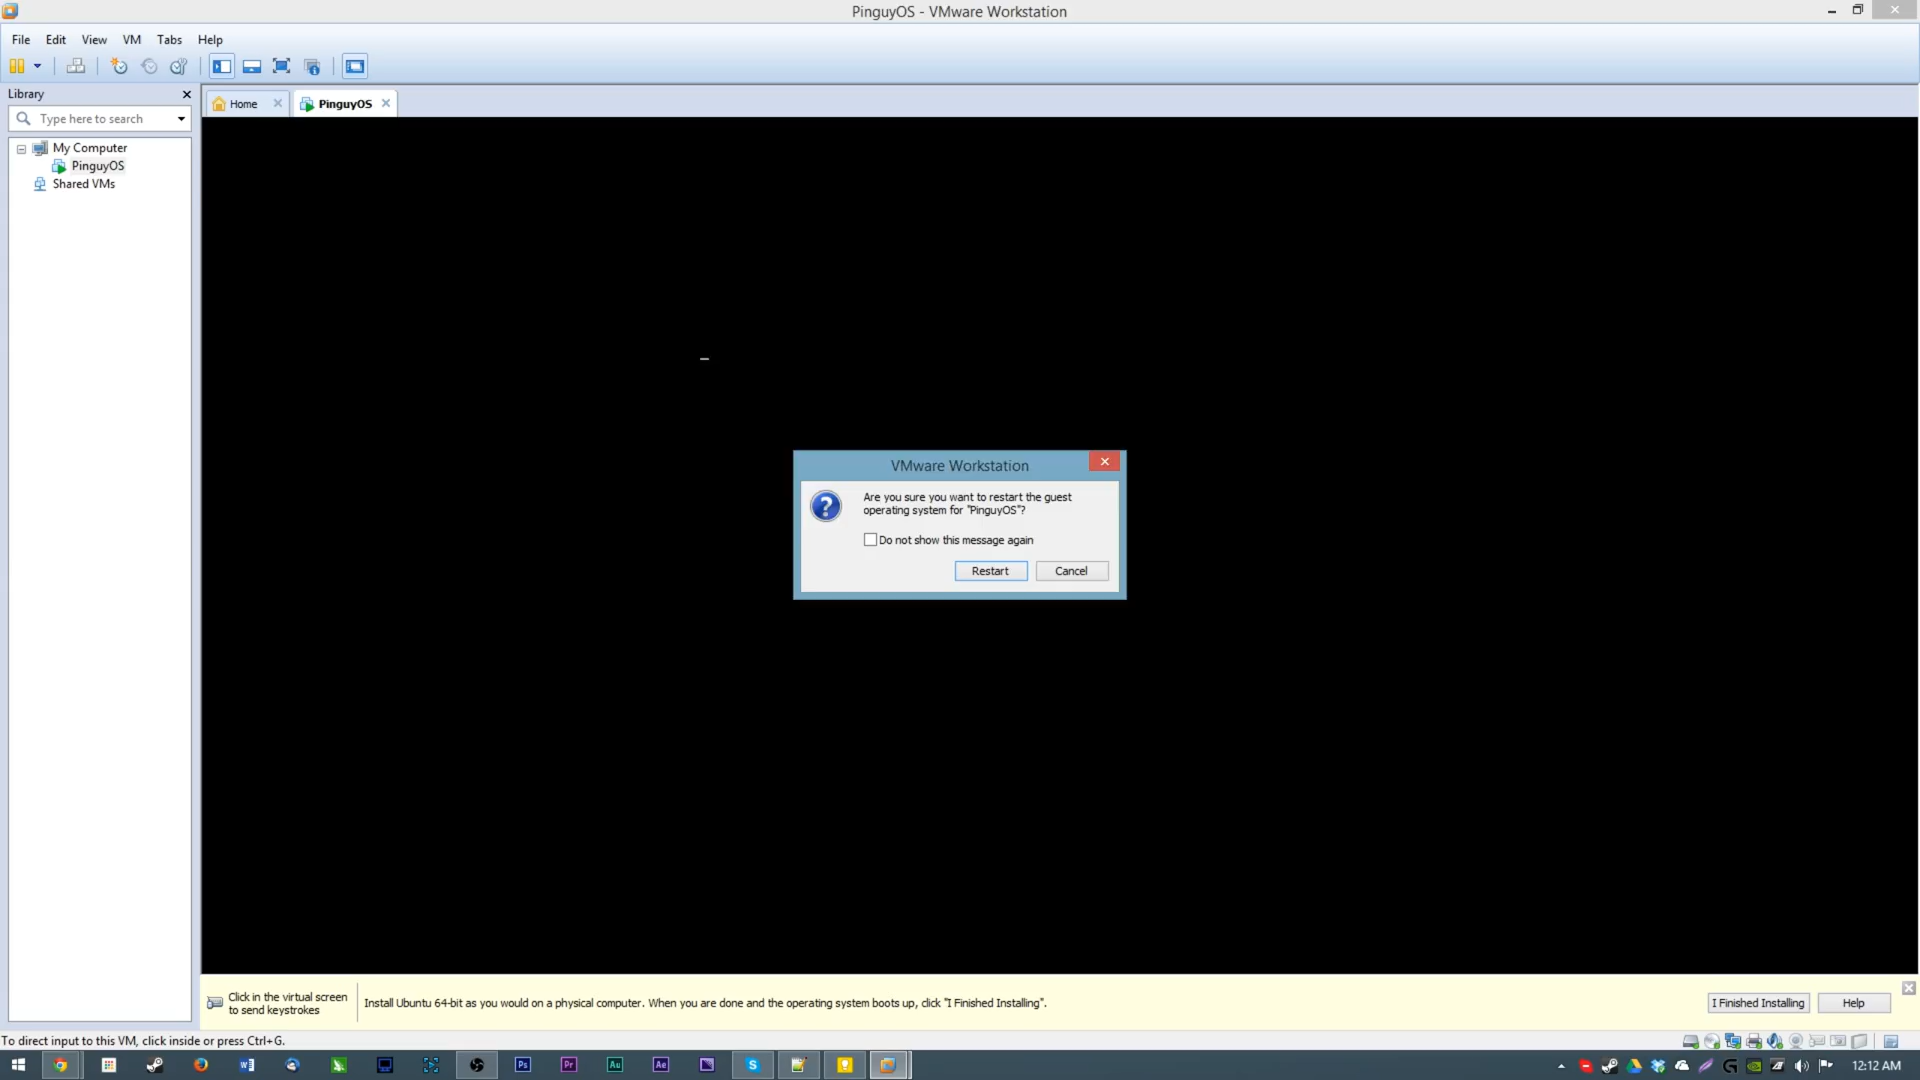 PinguyOS - VMware Workstation
File Edit View VM Tabs Help
Library
Type here to search
My Computer
PinguyOS
Shared VMs
Home
PinguyOS
VMware Workstation
Are you sure you want to restart the guest
operating system for "PinguyOS"?
Do not show this message again
Restart Cancel
Click in the virtual screen
to send keystrokes
Install Ubuntu 64-bit as you would on a physical computer. When you are done and the operating system boots up, click "I Finished Installing".
I Finished Installing Help
To direct input to this VM, click inside or press Ctrl+G.
Ps Pr Au Ae S
12:12 AM